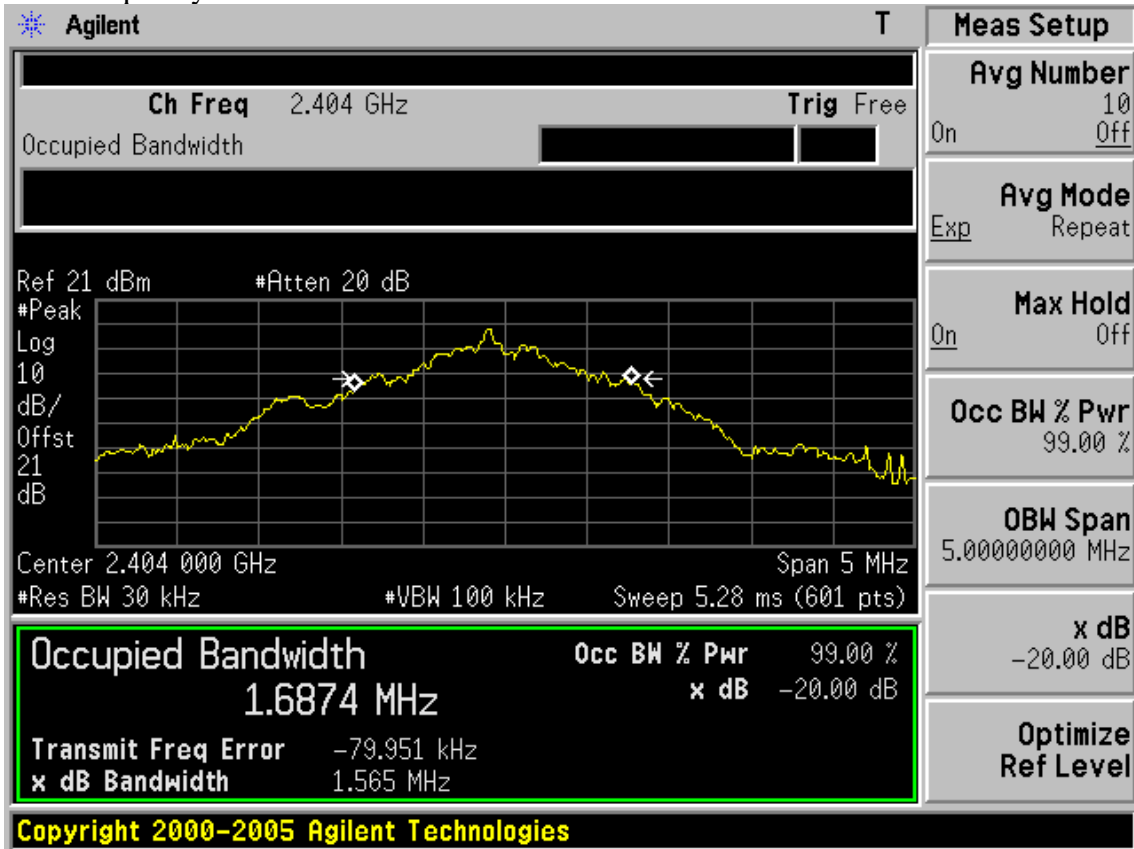 Agilent T Meas Setup
Ch Freq 2.404 GHz Trig Free
Occupied Bandwidth
Avg Number
10
On Off
Avg Mode
Exp Repeat
Ref 21 dBm #Atten 20 dB
#Peak
Log
10
dB/
Offst
21
dB
Max Hold
On Off
Occ BW % Pwr
99.00 %
Center 2.404 000 GHz Span 5 MHz
#Res BW 30 kHz #VBW 100 kHz Sweep 5.28 ms (601 pts)
OBW Span
5.00000000 MHz
Occupied Bandwidth Occ BW % Pwr 99.00 %
1.6874 MHz x dB -20.00 dB
Transmit Freq Error -79.951 kHz
x dB Bandwidth 1.565 MHz
x dB
-20.00 dB
Optimize
Ref Level
Copyright 2000-2005 Agilent Technologies